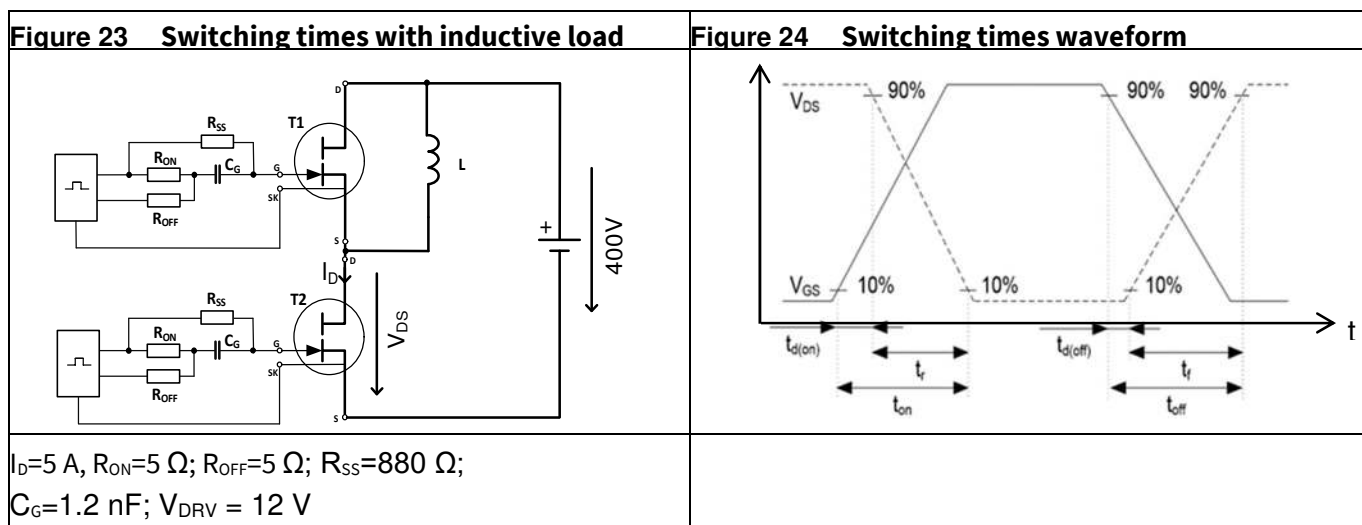 Figure 23 Switching times with inductive load
D
RSS
T1
RON
CG
G
L
SK
ROFF
S
D
ID
+
400V
RSS
T2
VDS
RON
CG
G
SK
ROFF
S
ID=5 A, RON=5 Ω; ROFF=5 Ω; RSS=880 Ω;
CG=1.2 nF; VDRV = 12 V
Figure 24 Switching times waveform
VDS
90%
90%
90%
VGS
10%
10%
10%
t
td(on)
td(off)
tr
tf
ton
toff